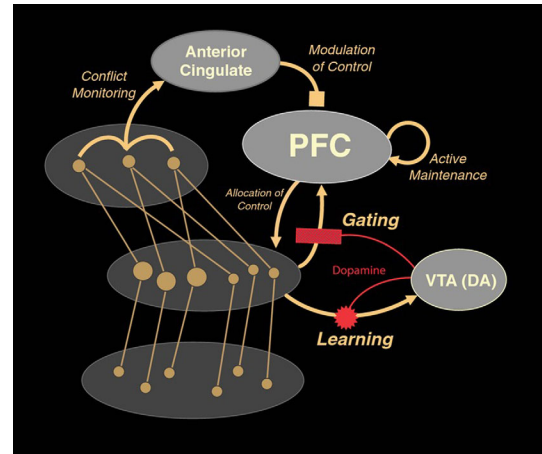 Anterior
Cingulate
Modulation
of Control
Conflict
Monitoring
PFC
Active
Maintenance
Allocation of
Control
Gating
Dopamine
VTA (DA)
Learning